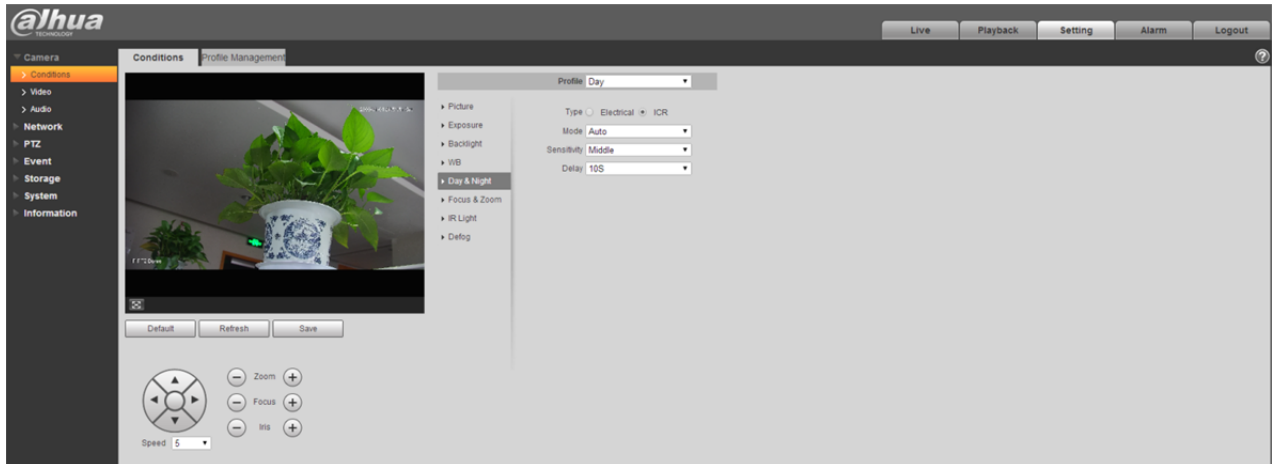 alhua
TECHNOLOGY
Live Playback Setting Alarm Logout
Camera
Conditions
Video
Audio
Network
PTZ
Event
Storage
System
Information
Conditions Profile Management
Default Refresh Save
Zoom
Focus
Iris
Speed 5
Profile Day
Picture
Exposure
Backlight
WB
Day & Night
Focus & Zoom
IR Light
Defog
Type Electrical ICR
Mode Auto
Sensitivity Middle
Delay 10S